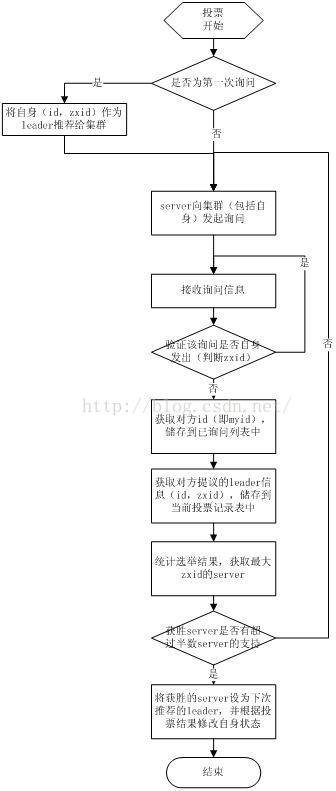 投票
开始
是否为第一次询问
是
将自身（id，zxid）作为
leader推荐给集群
否
server向集群（包括自
身）发起询问
是
接收询问信息
验证该询问是否自身
发出（判断zxid）
否
否
http://blog.csdn.net/
获取对方id（即myid），
储存到已询问列表中
获取对方提议的leader信
息（id，zxid），储存到
当前投票记录表中
统计选举结果，获取最大
zxid的server
获胜server是否有超
过半数server的支持
是
将获胜的server设为下次
推荐的leader，并根据投
票结果修改自身状态
结束